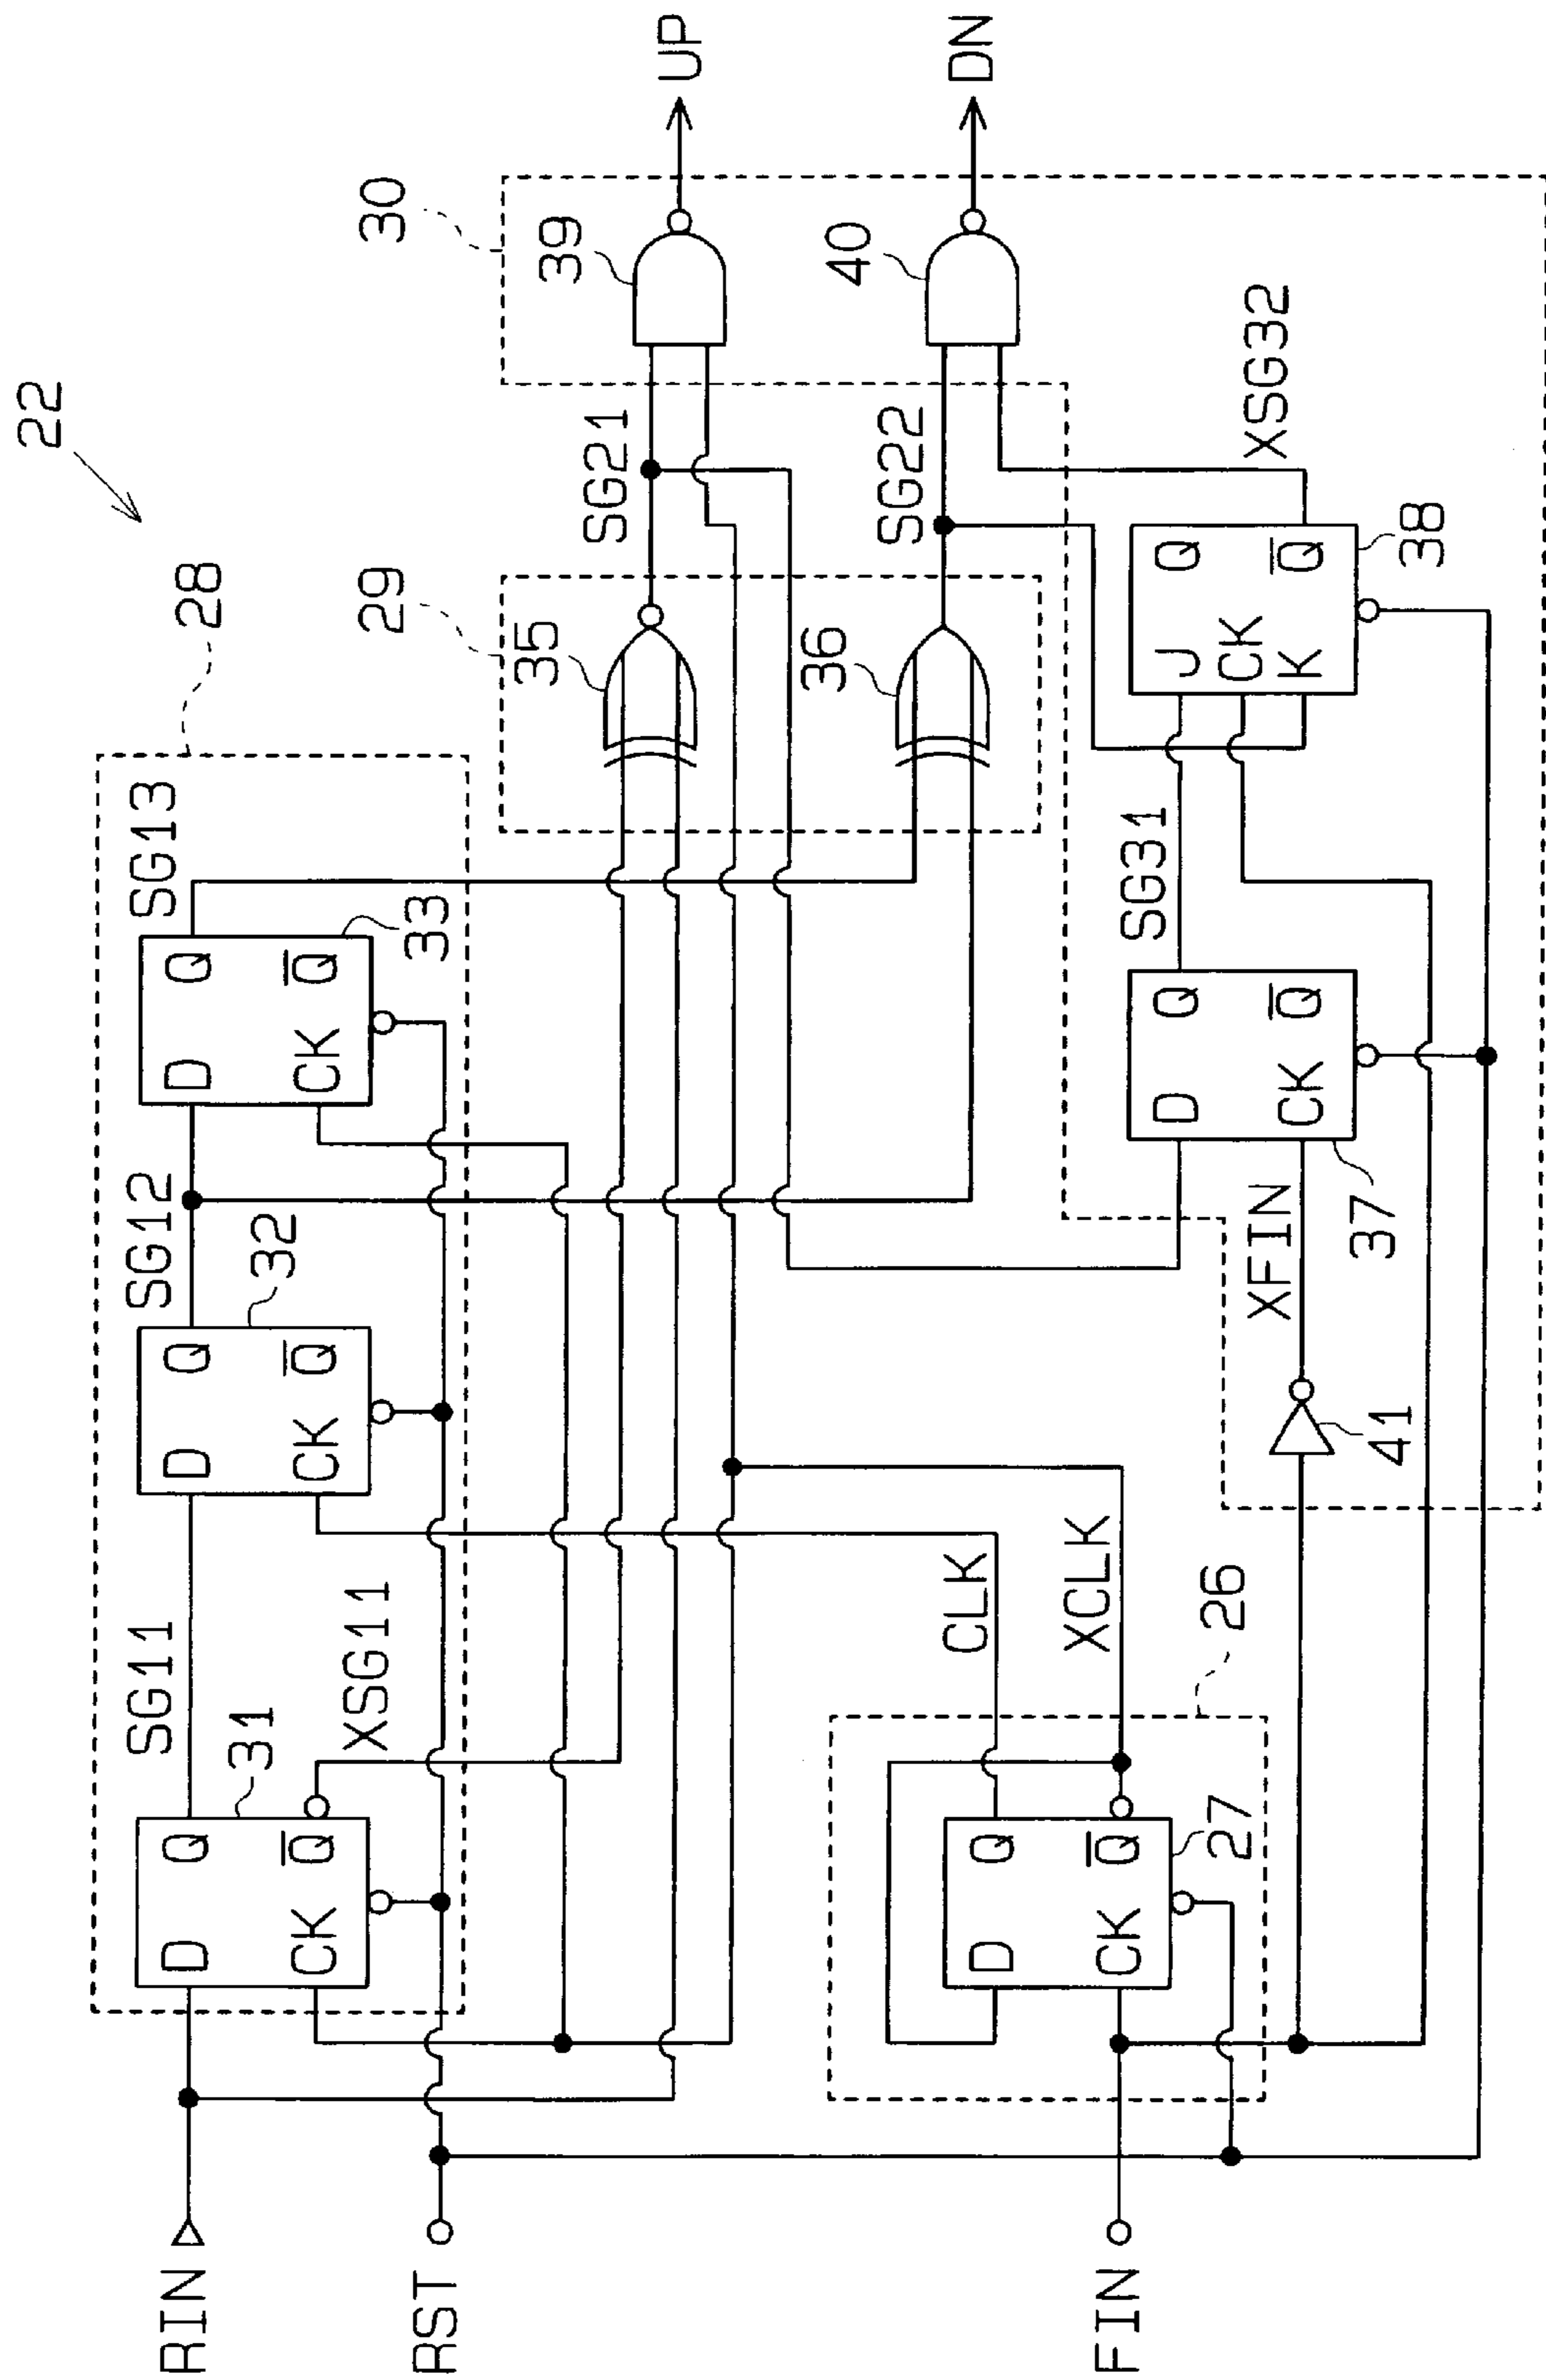 22
28
SG11
SG12
SG13
RIN
D
Q
CK
Q
31
XSG11
D
Q
CK
Q
32
D
Q
CK
Q
33
RST
29
35
SG21
30
39
UP
36
SG22
40
DN
CLK
XCLK
26
D
Q
CK
Q
27
FIN
41
XFIN
D
Q
CK
Q
37
SG31
J
Q
CK
K
Q
38
XSG32